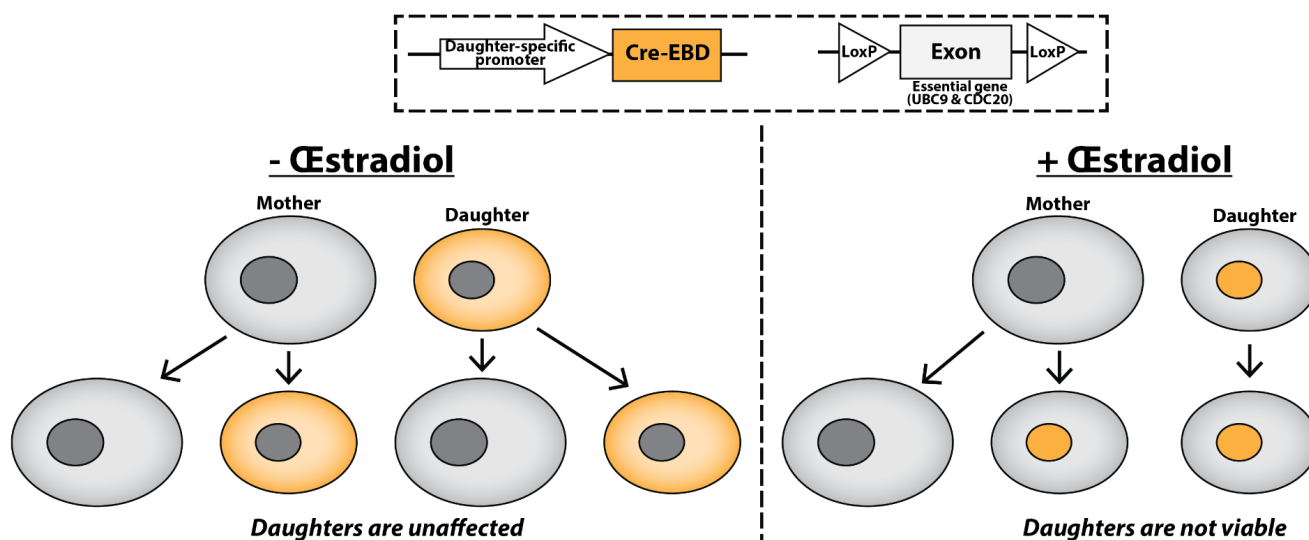 Daughter-specific
promoter
Cre-EBD
LoxP
Exon
LoxP
Essential gene
(UBC9 & CDC20)
- Œstradiol
Mother
Daughter
Daughters are unaffected
+ Œstradiol
Mother
Daughter
Daughters are not viable